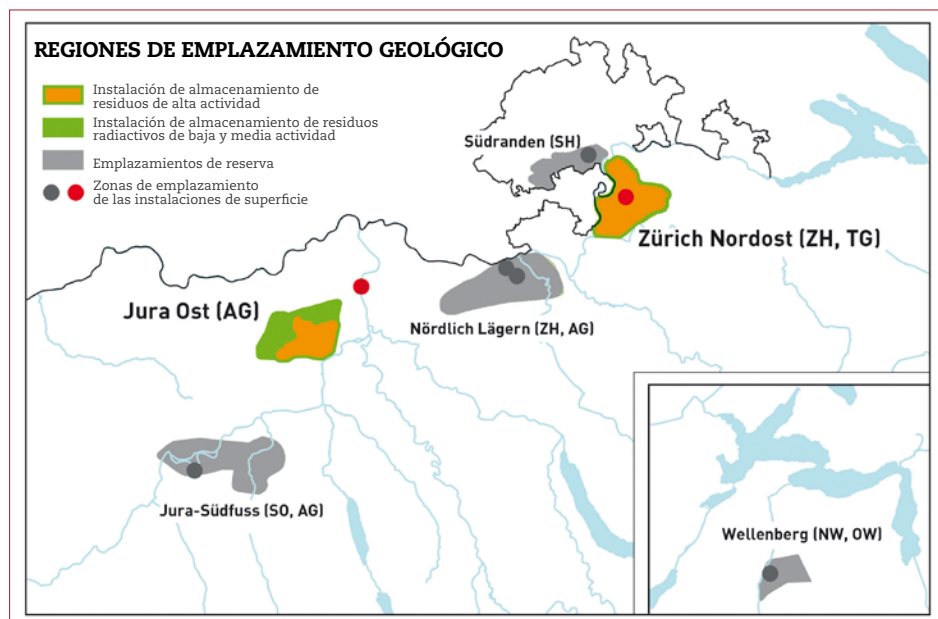 REGIONES DE EMPLAZAMIENTO GEOLÓGICO
Instalación de almacenamiento de
residuos de alta actividad
Instalación de almacenamiento de residuos
radiactivos de baja y media actividad
Emplazamientos de reserva
Zonas de emplazamiento
de las instalaciones de superficie
Südranden (SH)
Zürich Nordost (ZH, TG)
Jura Ost (AG)
Nördlich Lägern (ZH, AG)
Jura-Südfuss (SO, AG)
Wellenberg (NW, OW)